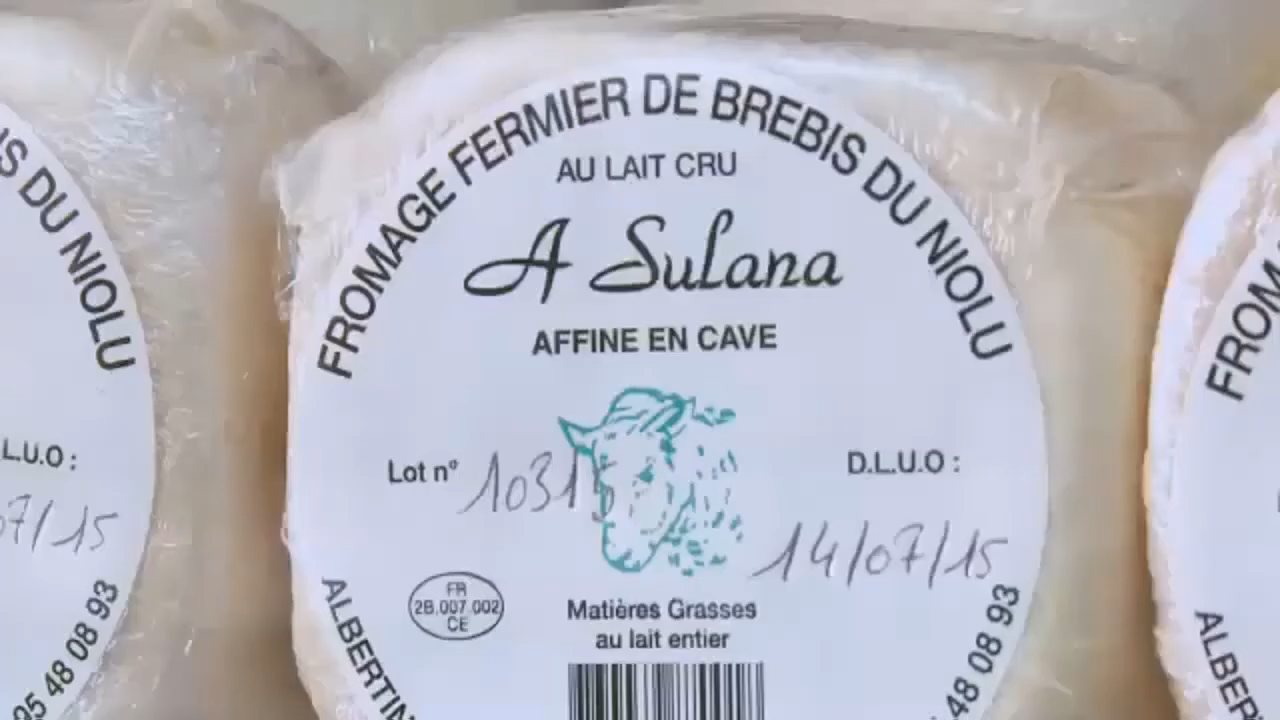 FROMAGE FERMIER DE BREBIS DU NIOLU
AU LAIT CRU
A Sulana
AFFINE EN CAVE
Lot n° 10315
D.L.U.O :
14/07/15
FR
2B.007.002
CE
Matières Grasses
au lait entier
ALBERTIN
48 08 93
S DU NIOLU
L.U.O :
07/15
95 48 08 93
FROM
ALBER